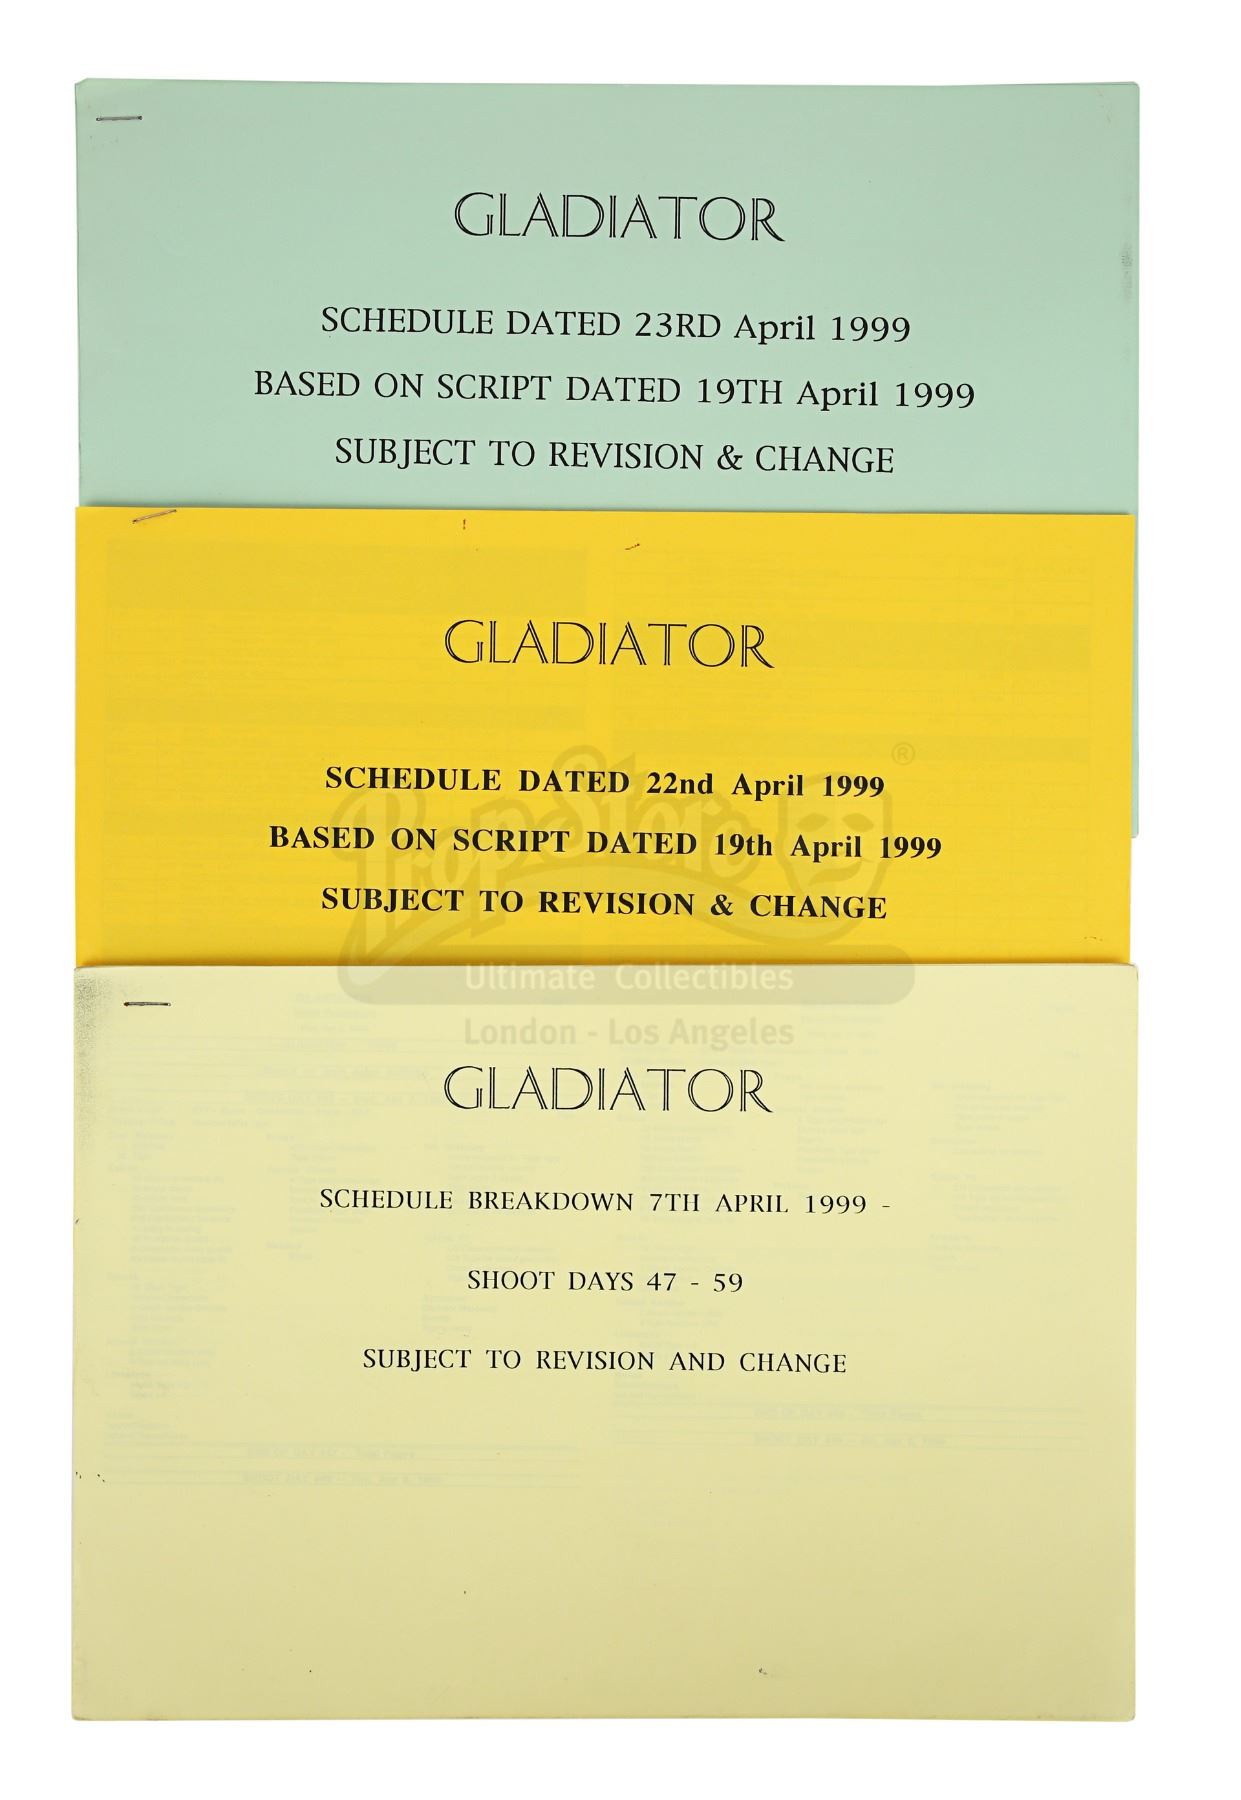 GLADIATOR
SCHEDULE DATED 23RD April 1999
BASED ON SCRIPT DATED 19TH April 1999
SUBJECT TO REVISION & CHANGE
GLADIATOR
SCHEDULE DATED 22nd April 1999
BASED ON SCRIPT DATED 19th April 1999
SUBJECT TO REVISION & CHANGE
PropStore ®
Ultimate Collectibles
London - Los Angeles
GLADIATOR
SCHEDULE BREAKDOWN 7TH APRIL 1999 -
SHOOT DAYS 47 - 59
SUBJECT TO REVISION AND CHANGE